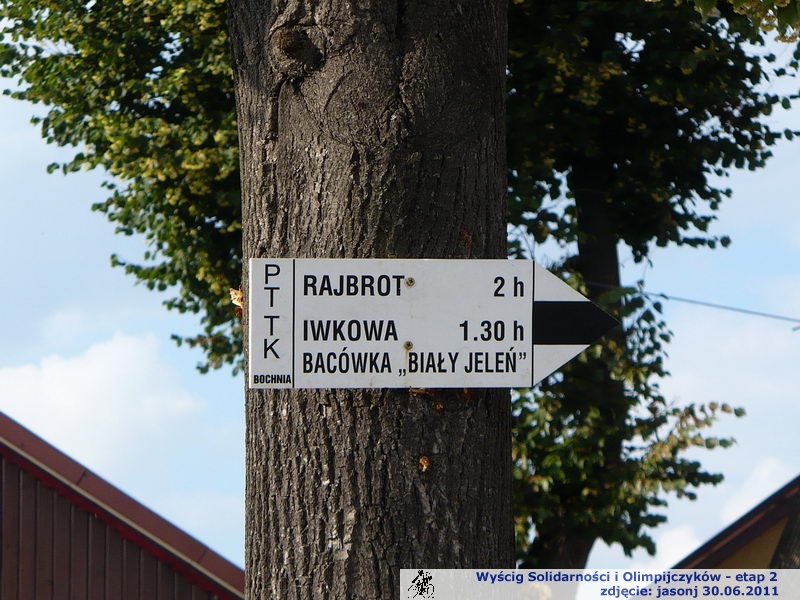 PTTK
BOCHNIA
RAJBROT 2 h
IWKOWA 1.30 h
BACÓWKA „BIAŁY JELEŃ”
Wyścig Solidarności i Olimpijczyków - etap 2
zdjęcie: jasonj 30.06.2011